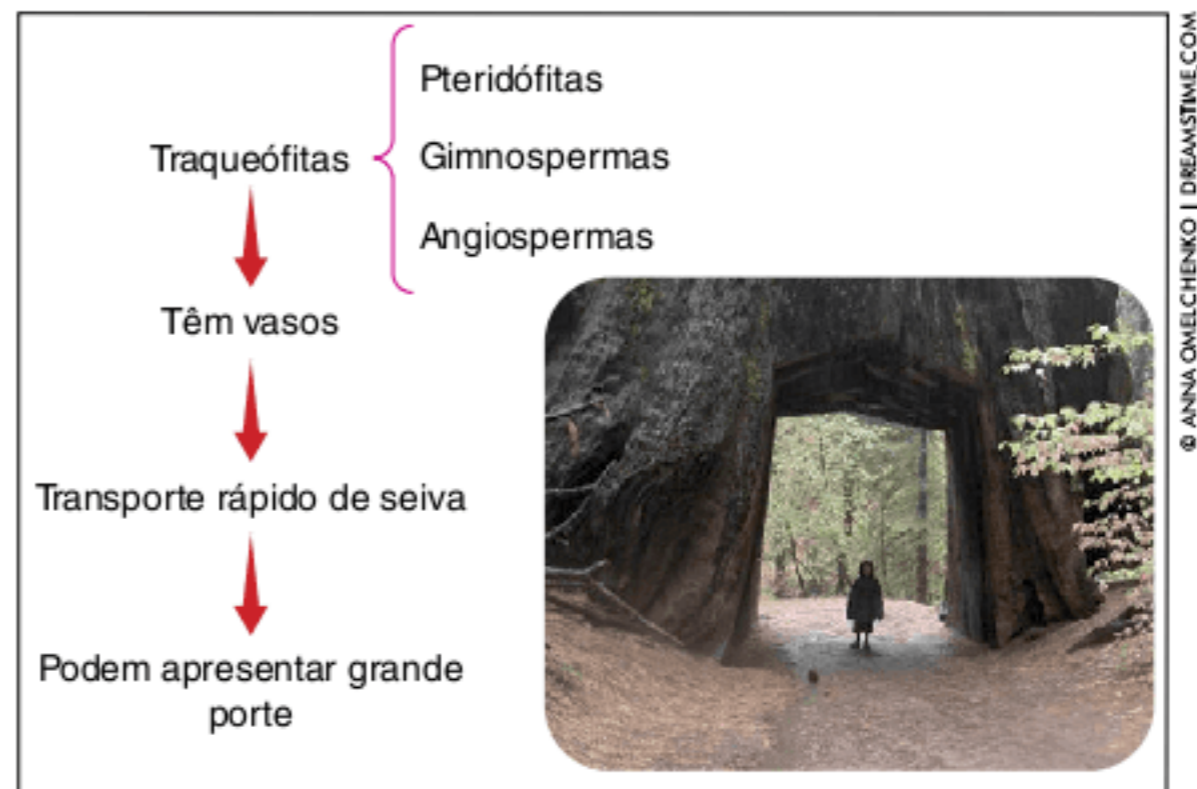 Pteridófitas
Traqueófitas
Gimnospermas
Angiospermas
Têm vasos
Transporte rápido de seiva
Podem apresentar grande
porte
© ANNA OMELCHENKO | DREAMSTIME.COM